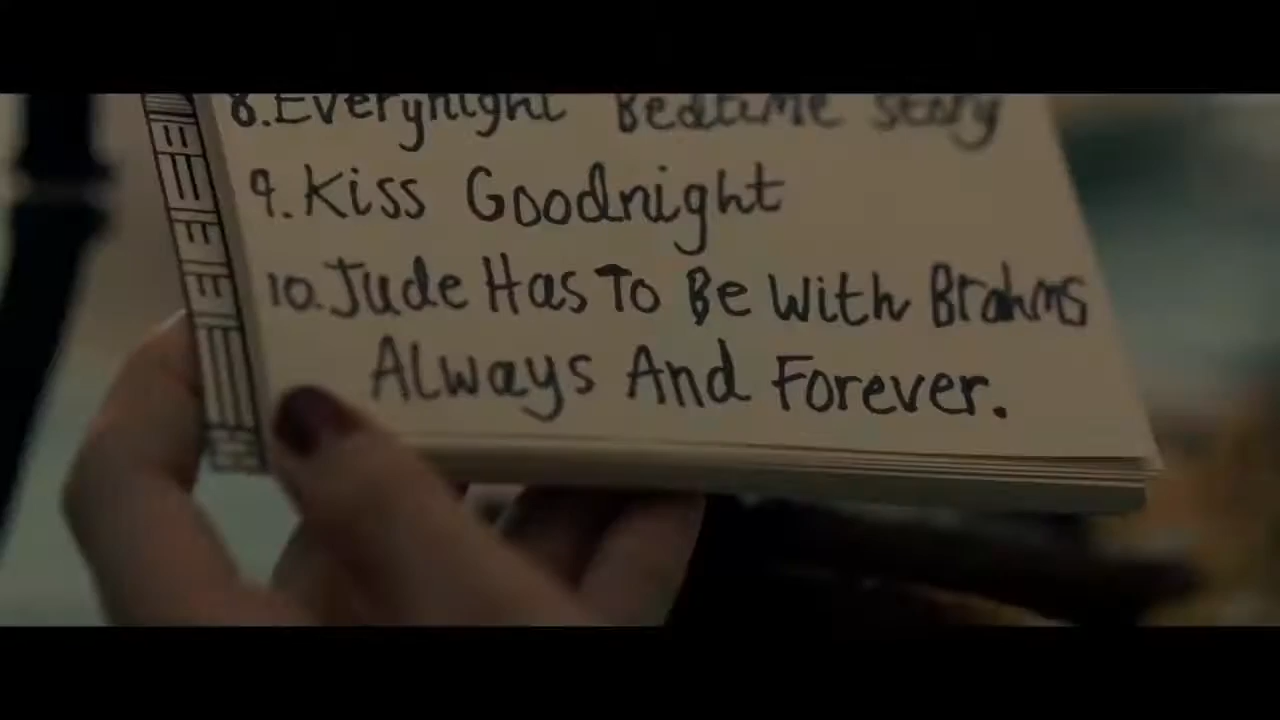 8.Everynight Bedtime Story
9.Kiss Goodnight
10.Jude Has To Be With Brahms
Always And Forever.